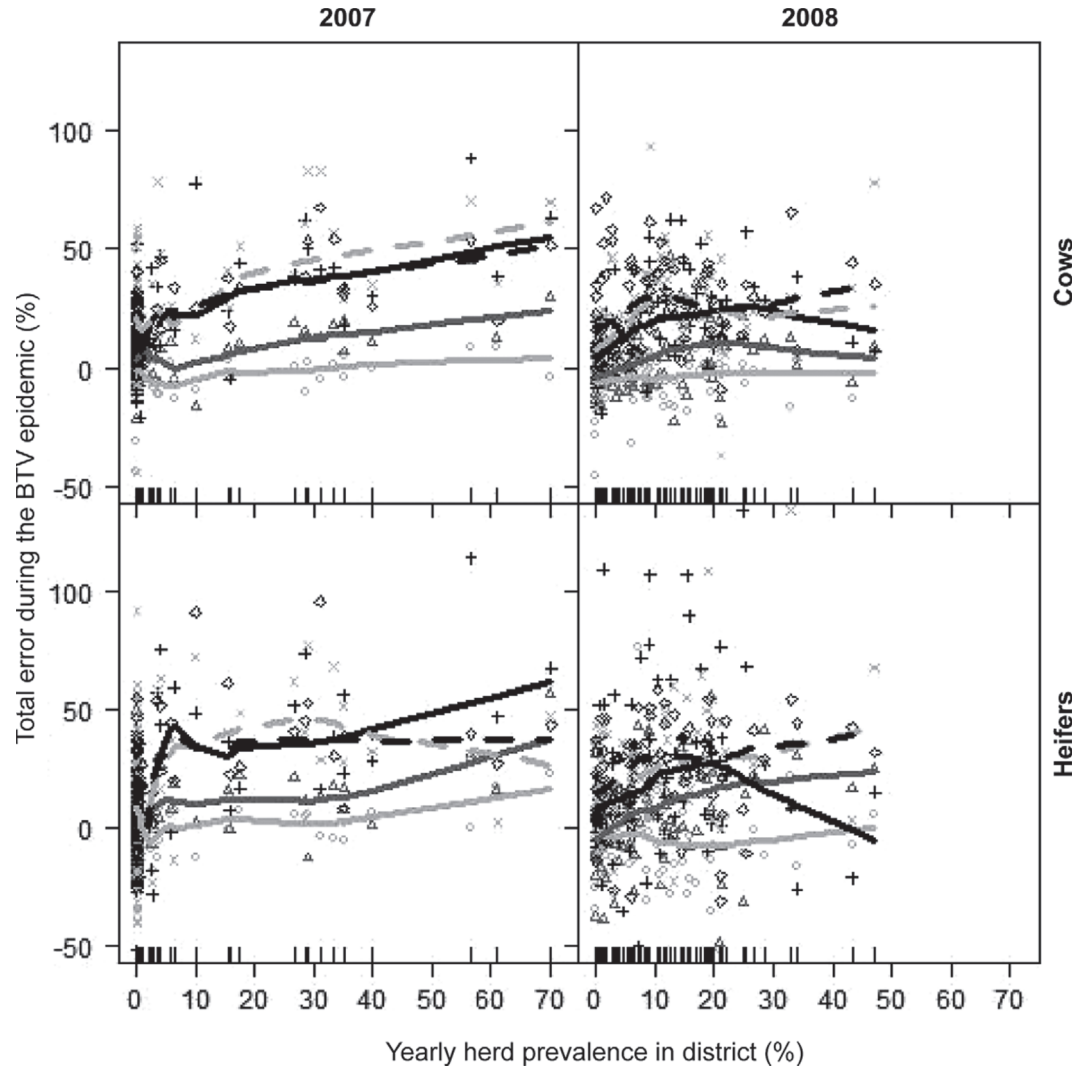 2007 2008
Total error during the BTV epidemic (%)
100
50
0
-50
Cows
100
50
0
-50
Heifers
0 10 20 30 40 50 60 70 0 10 20 30 40 50 60 70
Yearly herd prevalence in district (%)